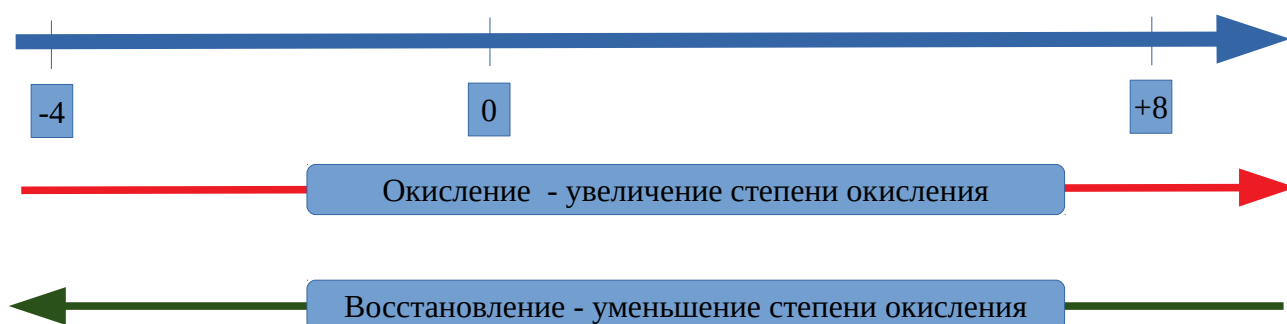 -4
0
+8
Окисление - увеличение степени окисления
Восстановление - уменьшение степени окисления